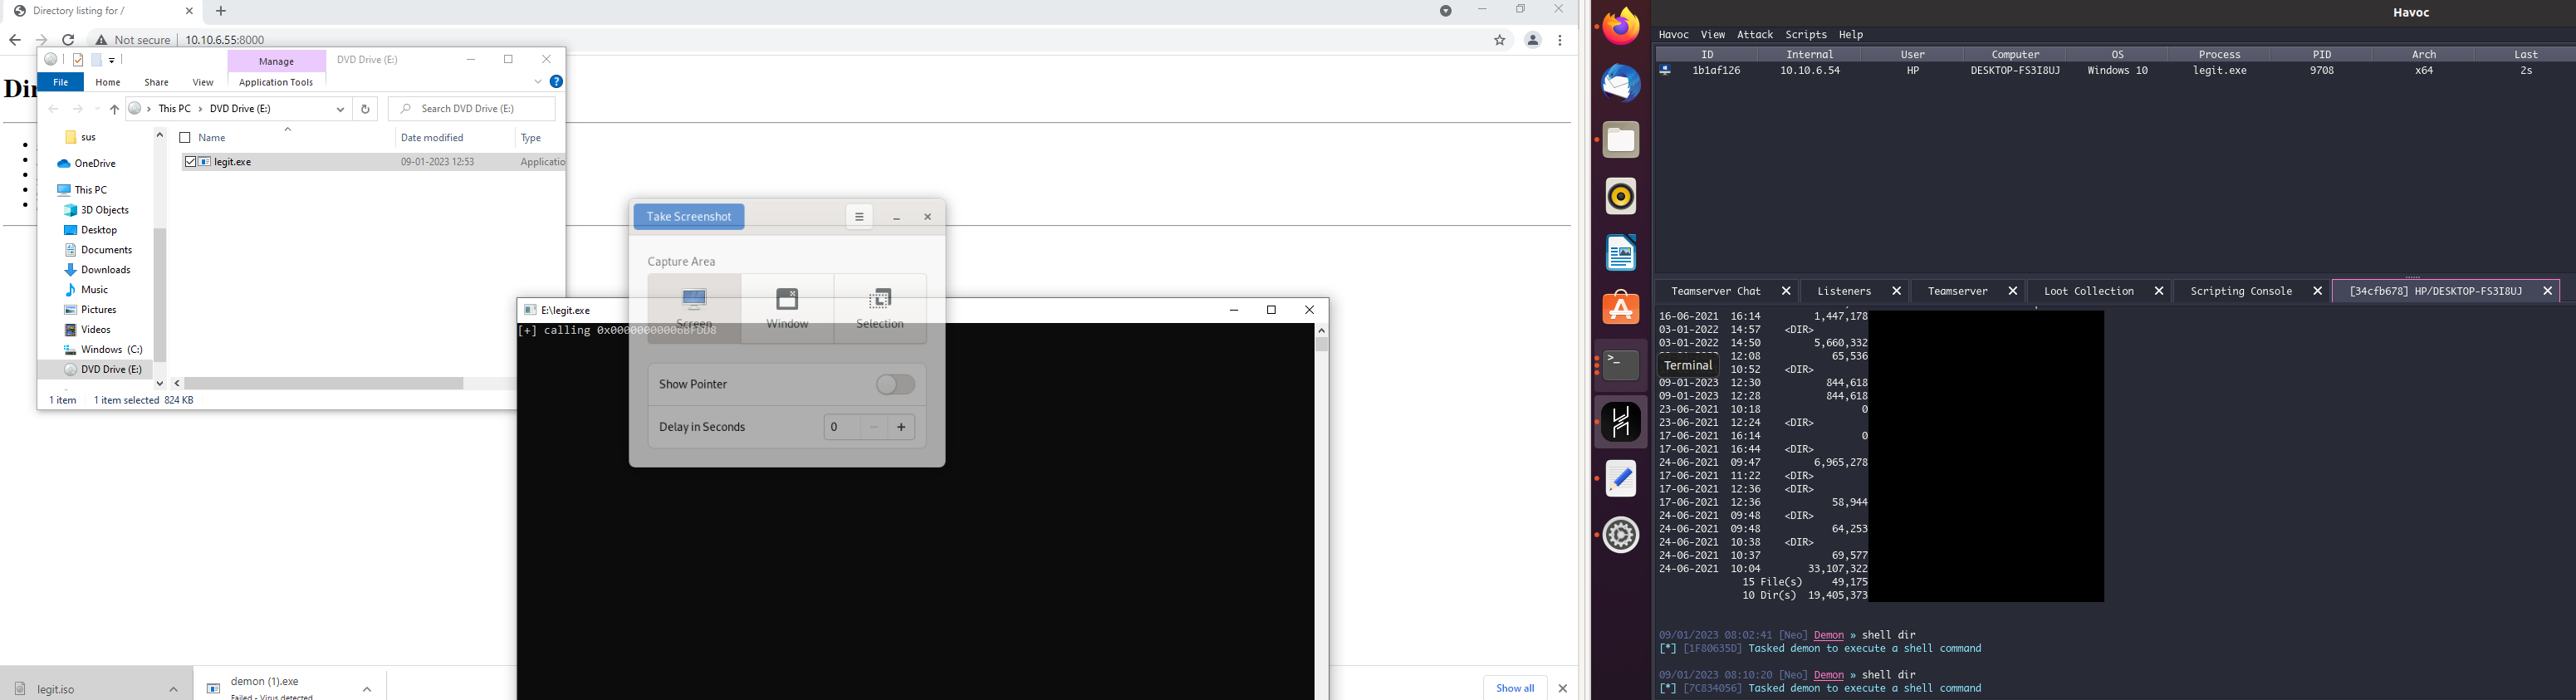 Directory listing for /
Not secure
10.10.6.55:8000
Manage
DVD Drive (E:)
File
Home
Share
View
Application Tools
This PC
DVD Drive (E:)
Search DVD Drive (E:)
Name
Date modified
Type
legit.exe
09-01-2023 12:53
Applicatio
sus
OneDrive
This PC
3D Objects
Desktop
Documents
Downloads
Music
Pictures
Videos
Windows (C:)
DVD Drive (E:)
1 item
1 item selected 824 KB
Take Screenshot
Capture Area
Screen
Window
Selection
Show Pointer
Delay in Seconds
0
E:\legit.exe
[+] calling
legit.iso
demon (1).exe
Failed - Virus detected
Show all
Havoc
Havoc View Attack Scripts Help
ID Internal User Computer OS Process PID Arch Last
1b1af126 10.10.6.54 HP DESKTOP-FS3I8UJ Windows 10 legit.exe 9708 x64 2s
Teamserver Chat
Listeners
Teamserver
Loot Collection
Scripting Console
[34cfb678] HP/DESKTOP-FS3I8UJ
16-06-2021 16:14 1,447,178
03-01-2022 14:57 <DIR>
03-01-2022 14:50 5,660,332
12:08 65,536
Terminal
10:52 <DIR>
09-01-2023 12:30 844,618
09-01-2023 12:28 844,618
23-06-2021 10:18 0
23-06-2021 12:24 <DIR>
17-06-2021 16:14 0
17-06-2021 16:44 <DIR>
24-06-2021 09:47 6,965,278
17-06-2021 11:22 <DIR>
17-06-2021 12:36 <DIR>
17-06-2021 12:36 58,944
24-06-2021 09:48 <DIR>
24-06-2021 09:48 64,253
24-06-2021 10:38 <DIR>
24-06-2021 10:37 69,577
24-06-2021 10:04 33,107,322
15 File(s) 49,175
10 Dir(s) 19,405,373
09/01/2023 08:02:41 [Neo] Demon » shell dir
[*] [1F80635D] Tasked demon to execute a shell command
09/01/2023 08:10:20 [Neo] Demon » shell dir
[*] [7C834056] Tasked demon to execute a shell command